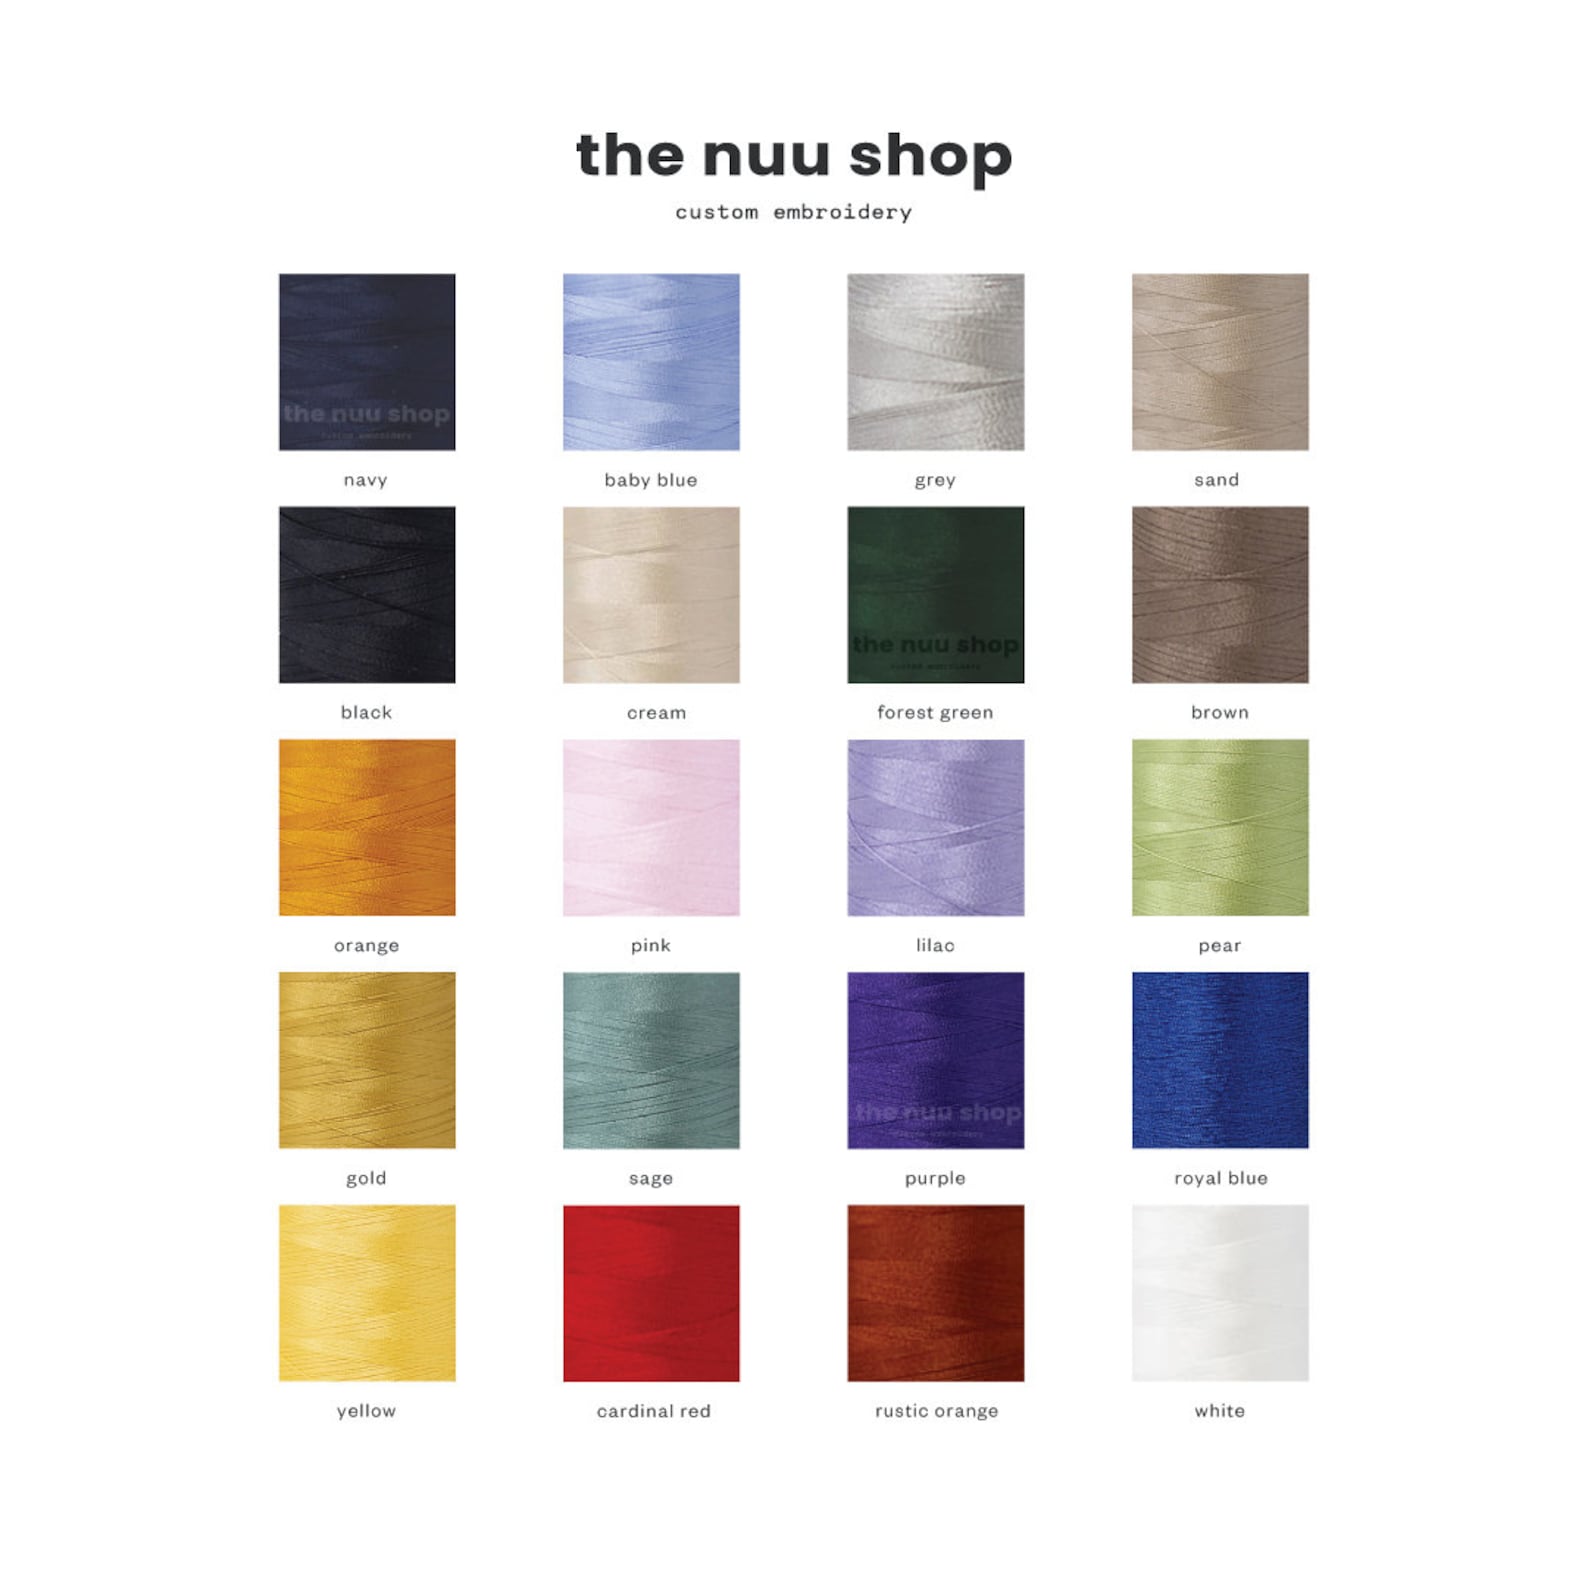 the nuu shop
custom embroidery
the nuu shop
custom embroidery
navy
baby blue
grey
sand
the nuu shop
custom embroidery
black
cream
forest green
brown
orange
pink
lilac
pear
the nuu shop
custom embroidery
gold
sage
purple
royal blue
yellow
cardinal red
rustic orange
white